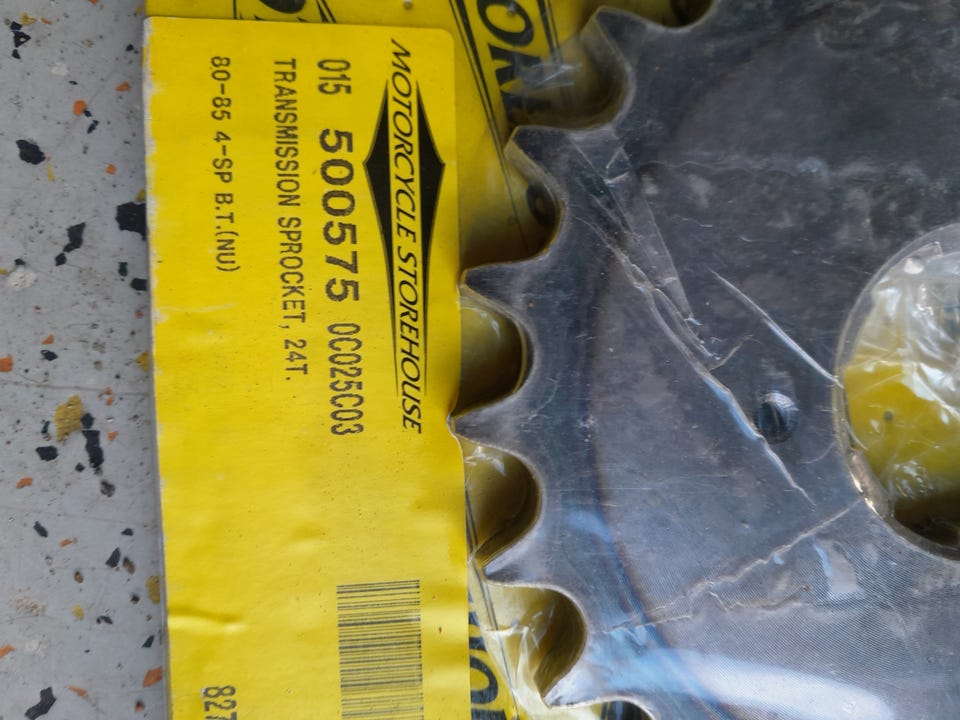 MOTORCYCLE STOREHOUSE
015 500575 0C025C03
TRANSMISSION SPROCKET, 24T.
80-85 4-SP B.T.(NU)